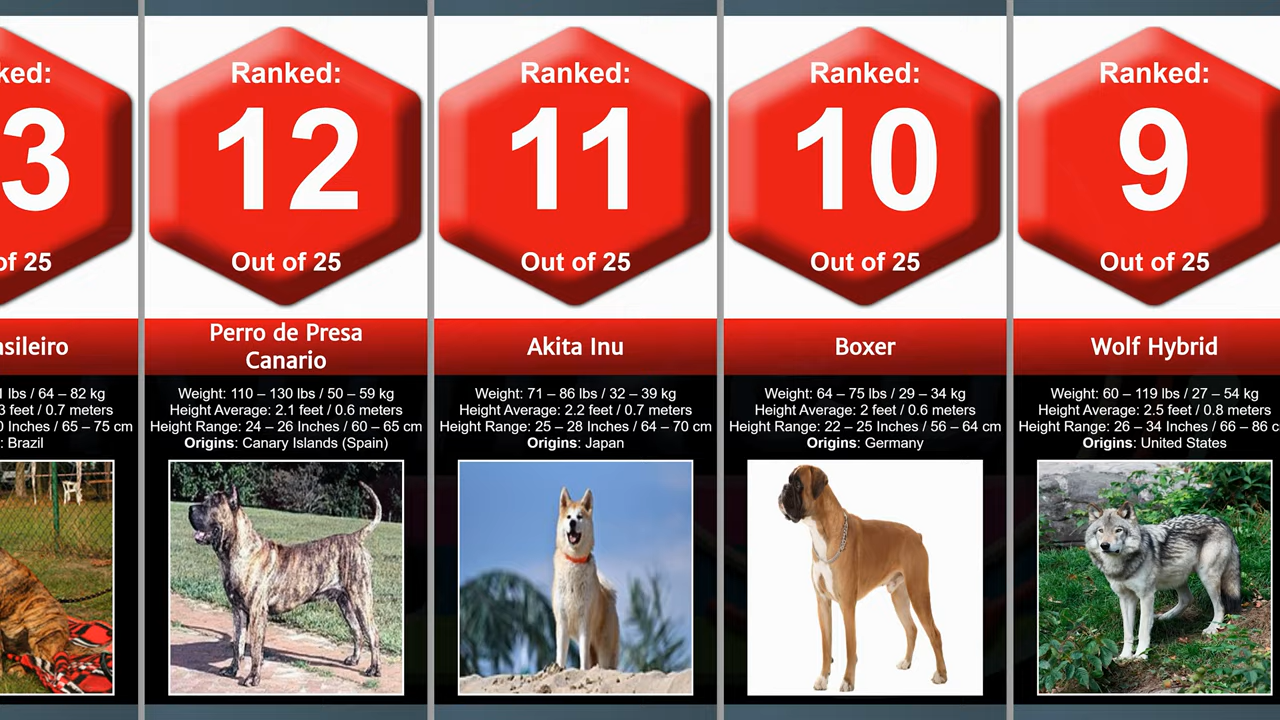 ked:
3
of 25
asileiro
lbs / 64 – 82 kg
feet / 0.7 meters
Inches / 65 – 75 cm
: Brazil
Ranked:
12
Out of 25
Perro de Presa
Canario
Weight: 110 – 130 lbs / 50 – 59 kg
Height Average: 2.1 feet / 0.6 meters
Height Range: 24 – 26 Inches / 60 – 65 cm
Origins: Canary Islands (Spain)
Ranked:
11
Out of 25
Akita Inu
Weight: 71 – 86 lbs / 32 – 39 kg
Height Average: 2.2 feet / 0.7 meters
Height Range: 25 – 28 Inches / 64 – 70 cm
Origins: Japan
Ranked:
10
Out of 25
Boxer
Weight: 64 – 75 lbs / 29 – 34 kg
Height Average: 2 feet / 0.6 meters
Height Range: 22 – 25 Inches / 56 – 64 cm
Origins: Germany
Ranked:
9
Out of 25
Wolf Hybrid
Weight: 60 – 119 lbs / 27 – 54 kg
Height Average: 2.5 feet / 0.8 meters
Height Range: 26 – 34 Inches / 66 – 86 c
Origins: United States